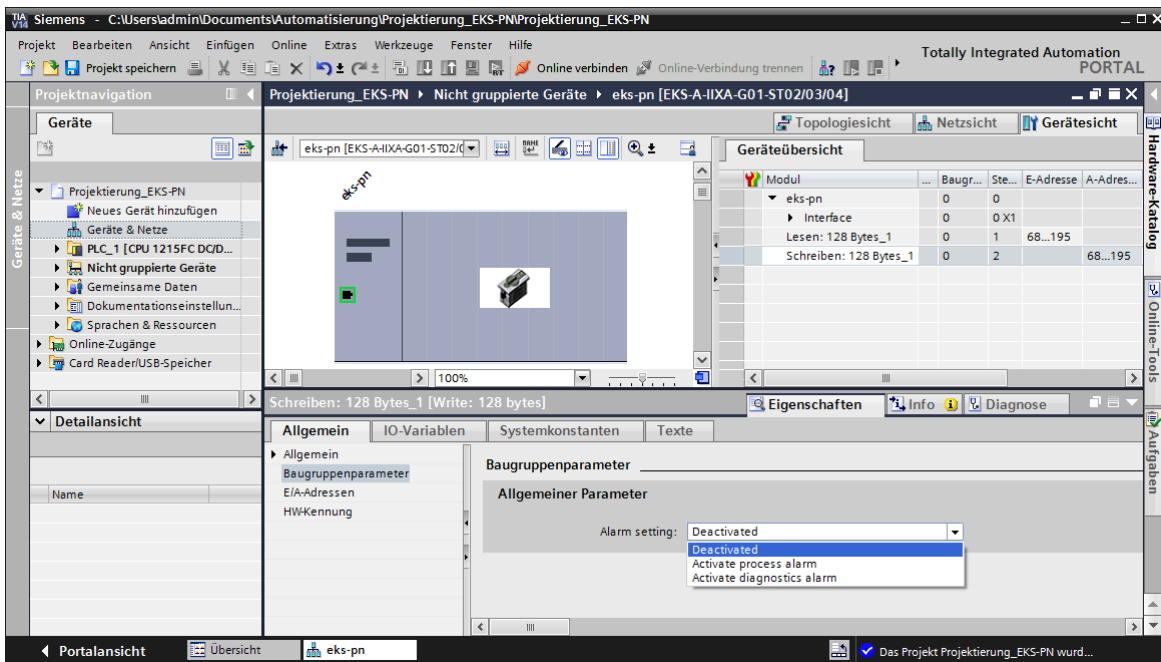 TIA V14 Siemens - C:\Users\admin\Documents\Automatisierung\Projektierung_EKS-PN\Projektierung_EKS-PN
Projekt Bearbeiten Ansicht Einfügen Online Extras Werkzeuge Fenster Hilfe
Totally Integrated Automation
PORTAL
Projekt speichern Online verbinden Online-Verbindung trennen
Projektnavigation
Projektierung_EKS-PN Nicht gruppierte Geräte eks-pn [EKS-A-IIXA-G01-ST02/03/04]
Geräte
Topologiesicht Netzsicht Gerätesicht
eks-pn [EKS-A-IIXA-G01-ST02/0
Geräteübersicht
Geräte & Netze
Projektierung_EKS-PN
Neues Gerät hinzufügen
Geräte & Netze
PLC_1 [CPU 1215FC DC/D...
Nicht gruppierte Geräte
Gemeinsame Daten
Dokumentationseinstellun...
Sprachen & Ressourcen
Online-Zugänge
Card Reader/USB-Speicher
eks-pn
100%
Modul ... Baugr... Ste... E-Adresse A-Adres...
eks-pn 0 0
Interface 0 0 X1
Lesen: 128 Bytes_1 0 1 68...195
Schreiben: 128 Bytes_1 0 2 68...195
Hardware-Katalog
Online-Tools
Aufgaben
Detailansicht
Name
Schreiben: 128 Bytes_1 [Write: 128 bytes]
Eigenschaften Info Diagnose
Allgemein IO-Variablen Systemkonstanten Texte
Allgemein
Baugruppenparameter
E/A-Adressen
HW-Kennung
Baugruppenparameter
Allgemeiner Parameter
Alarm setting: Deactivated
Deactivated
Activate process alarm
Activate diagnostics alarm
Portalansicht Übersicht eks-pn
Das Projekt Projektierung_EKS-PN wurd...